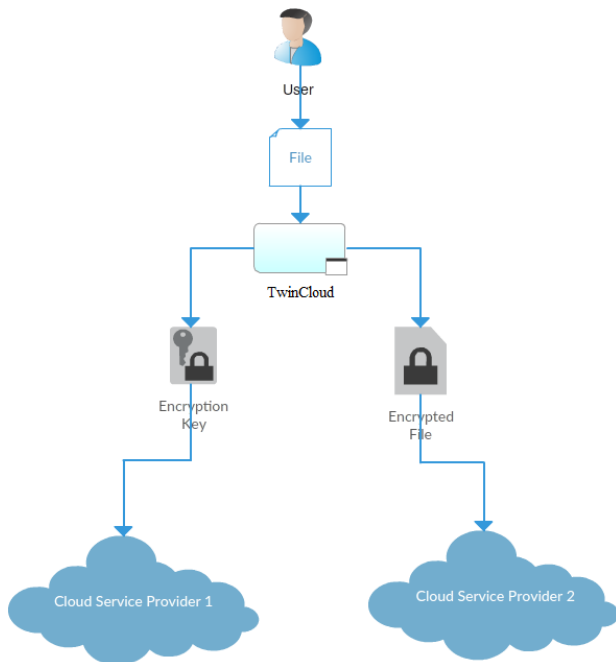 User
File
TwinCloud
Encryption
Key
Encrypted
File
Cloud Service Provider 1
Cloud Service Provider 2